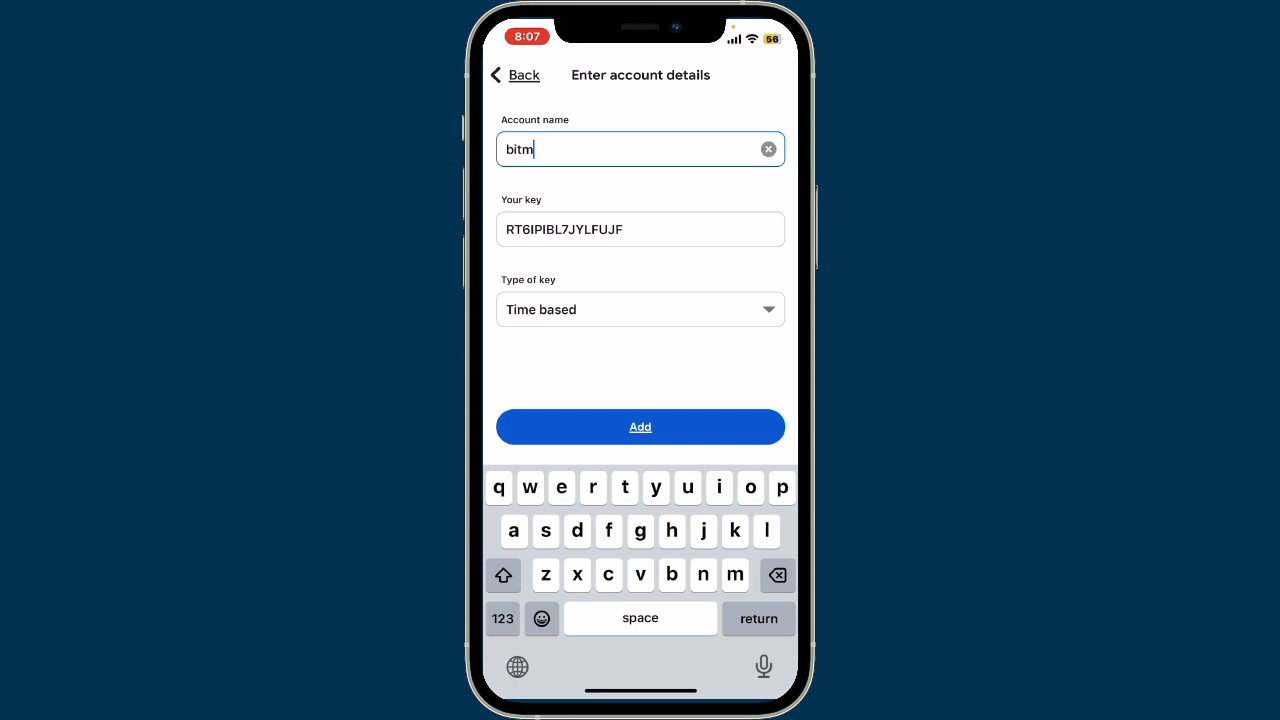 8:07
56
Back Enter account details
Account name
bitm
Your key
RT6IPIBL7JYLFUJF
Type of key
Time based
Add
q w e r t y u i o p
a s d f g h j k l
z x c v b n m
123 space return